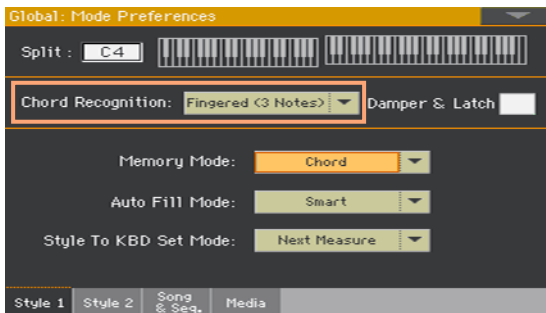 Global: Mode Preferences
Split : C4
Chord Recognition: Fingered (3 Notes) Damper & Latch
Memory Mode: Chord
Auto Fill Mode: Smart
Style To KBD Set Mode: Next Measure
Style 1 Style 2 Song & Seq. Media